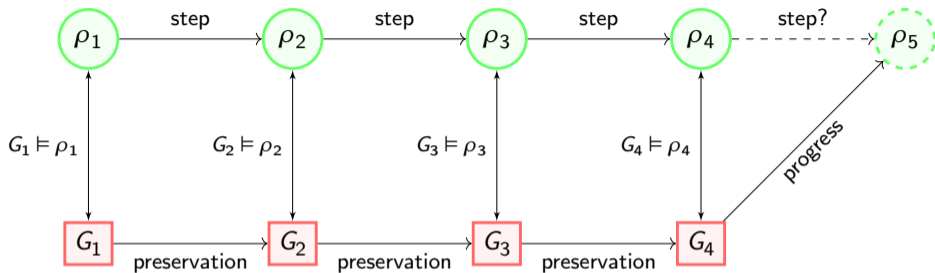 step step step step?
ρ₁ ρ₂ ρ₃ ρ₄ ρ₅
G₁ ⊨ ρ₁ G₂ ⊨ ρ₂ G₃ ⊨ ρ₃ G₄ ⊨ ρ₄ progress
G₁ G₂ G₃ G₄
preservation preservation preservation